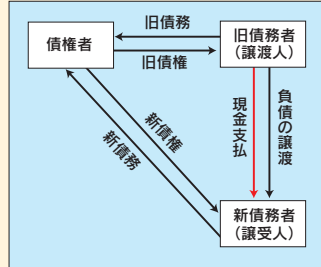 旧債務
債権者
旧債権
旧債務者
（譲渡人）
新債権
新債務
現金支払
負債の譲渡
新債務者
（譲受人）